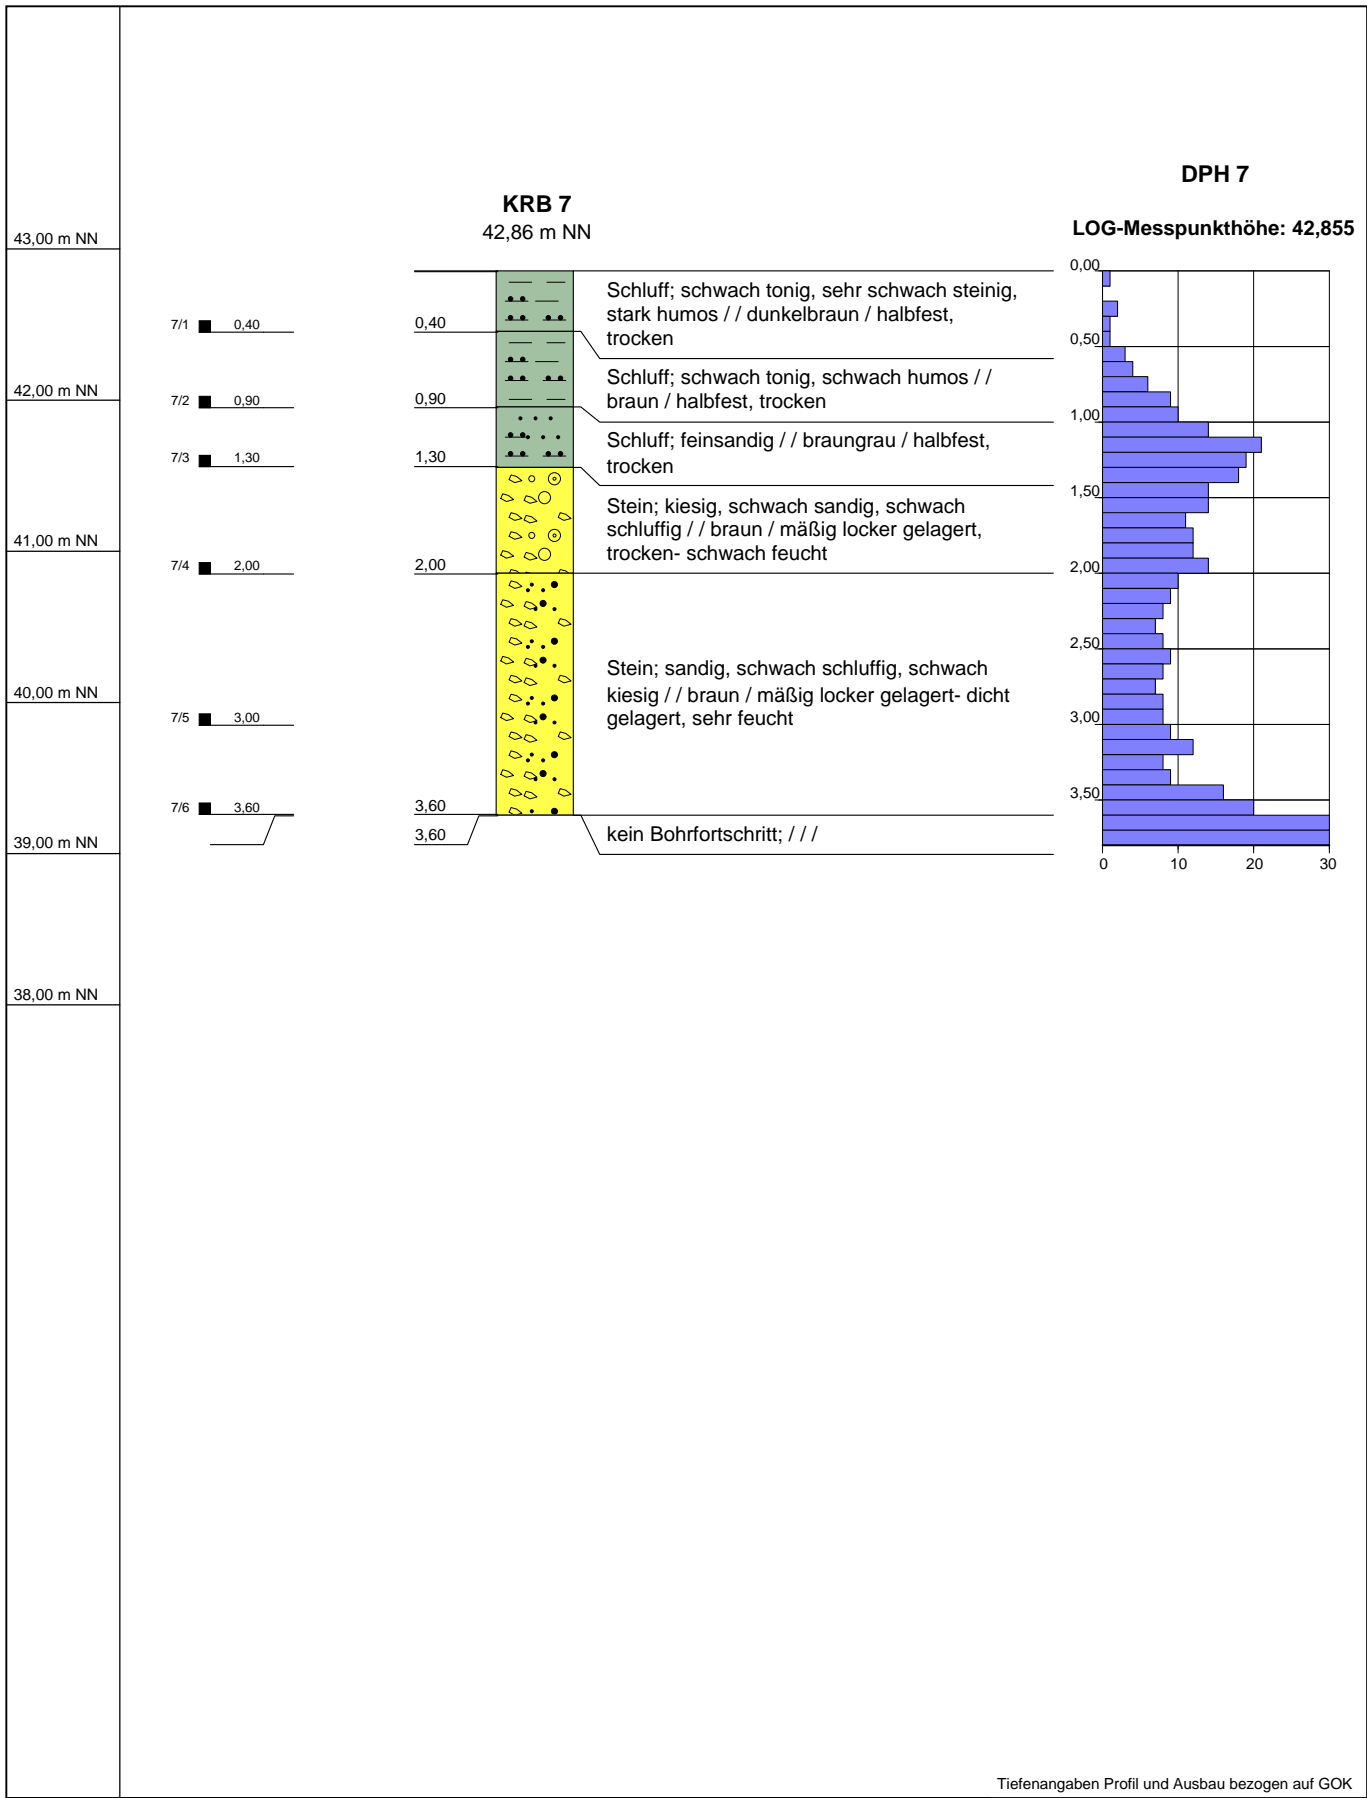 DPH 7
KRB 7
42,86 m NN
LOG-Messpunkthöhe: 42,855
43,00 m NN
0,00
Schluff; schwach tonig, sehr schwach steinig,
stark humos / / dunkelbraun / halbfest,
trocken
7/1 0,40
0,40
0,50
Schluff; schwach tonig, schwach humos / /
braun / halbfest, trocken
42,00 m NN
7/2 0,90
0,90
1,00
Schluff; feinsandig / / braungrau / halbfest,
trocken
7/3 1,30
1,30
1,50
Stein; kiesig, schwach sandig, schwach
schluffig / / braun / mäßig locker gelagert,
trocken- schwach feucht
41,00 m NN
7/4 2,00
2,00
2,00
2,50
Stein; sandig, schwach schluffig, schwach
kiesig / / braun / mäßig locker gelagert- dicht
gelagert, sehr feucht
40,00 m NN
7/5 3,00
3,00
3,50
7/6 3,60
3,60
3,60
kein Bohrfortschritt; / / /
39,00 m NN
0 10 20 30
38,00 m NN
Tiefenangaben Profil und Ausbau bezogen auf GOK